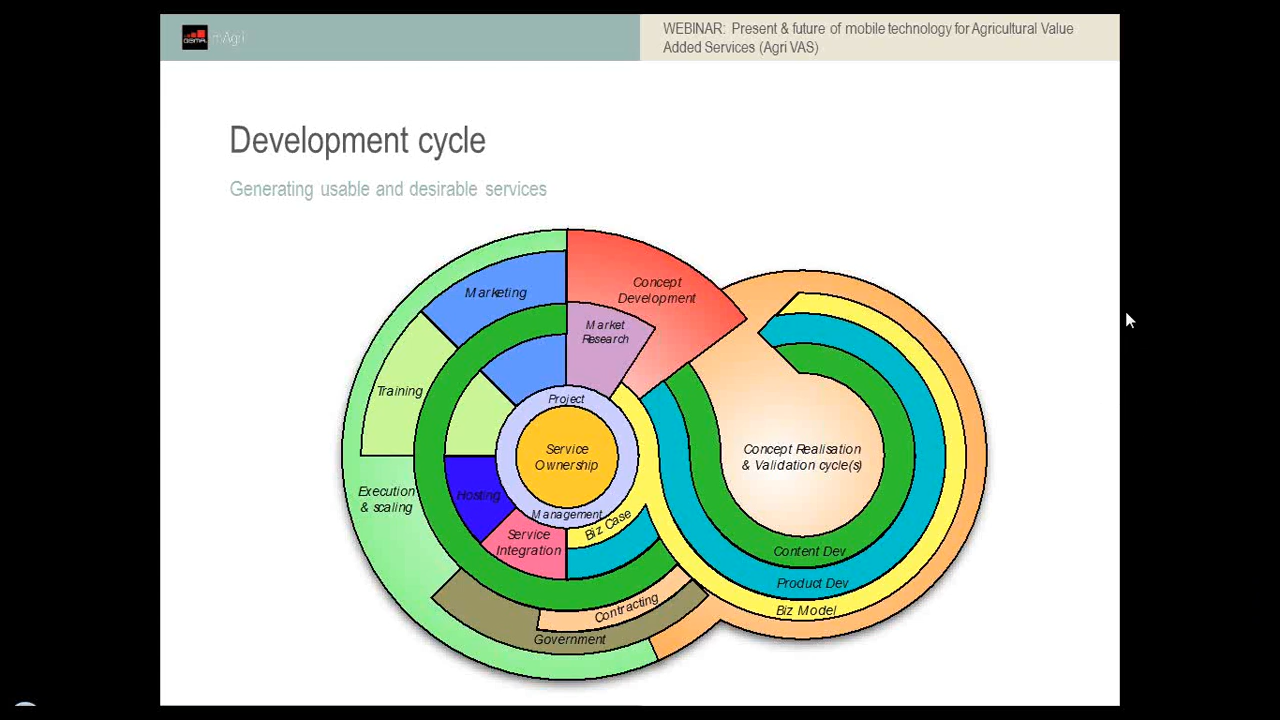 GSMA
mAgri
WEBINAR: Present & future of mobile technology for Agricultural Value
Added Services (Agri VAS)
Development cycle
Generating usable and desirable services
Marketing
Concept
Development
Market
Research
Training
Project
Service
Ownership
Management
Execution
& scaling
Hosting
Service
Integration
Biz Case
Contracting
Government
Concept Realisation
& Validation cycle(s)
Content Dev
Product Dev
Biz Model